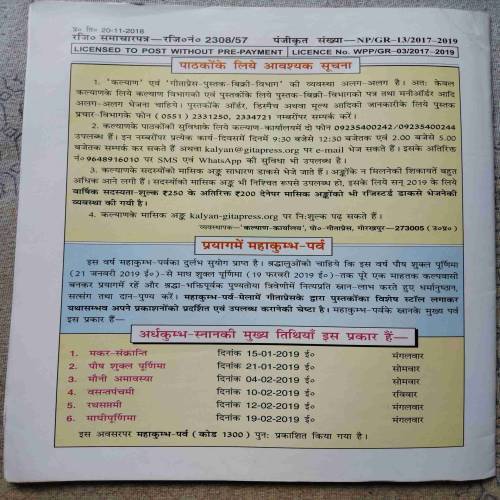 प्र० ति० 20-11-2018
रजि० समाचारपत्र—रजि०नं० 2308/57 पंजीकृत संख्या—NP/GR-13/2017-2019
LICENSED TO POST WITHOUT PRE-PAYMENT LICENCE No. WPP/GR-03/2017-2019
पाठकोंके लिये आवश्यक सूचना
१. 'कल्याण' एवं 'गीताप्रेस-पुस्तक-बिक्री-विभाग' की व्यवस्था अलग-अलग है। अतः केवल
कल्याणके लिये कल्याण विभागको एवं पुस्तकोंके लिये पुस्तक-बिक्री-विभागको पत्र तथा मनीऑर्डर आदि
अलग-अलग भेजना चाहिये। पुस्तकोंके ऑर्डर, डिस्पैच अथवा मूल्य आदिकी जानकारीके लिये पुस्तक
प्रचार-विभागके फोन (0551) 2331250, 2334721 नम्बरोंपर सम्पर्क करें।
2. कल्याणके पाठकोंकी सुविधाके लिये कल्याण-कार्यालयमें दो फोन 09235400242/09235400244
उपलब्ध हैं। इन नम्बरोंपर प्रत्येक कार्य-दिवसमें दिनमें 9:30 बजेसे 12:30 बजेतक एवं 2.00 बजेसे 5.00
बजेतक सम्पर्क कर सकते हैं अथवा kalyan@gitapress.org पर e-mail भेज सकते हैं। इसके अतिरिक्त
नं०9648916010 पर SMS एवं WhatsApp की सुविधा भी उपलब्ध है।
3. कल्याणके सदस्योंको मासिक अङ्क साधारण डाकसे भेजे जाते हैं। अङ्कोंके न मिलनेकी शिकायतें बहुत
अधिक आने लगी हैं। सदस्योंको मासिक अङ्क भी निश्चित रूपसे उपलब्ध हो, इसके लिये सन् 2019 के लिये
वार्षिक सदस्यता-शुल्क ₹250 के अतिरिक्त ₹200 देनेपर मासिक अङ्कोंको भी रजिस्टर्ड डाकसे भेजनेकी
व्यवस्था की गयी है।
4. कल्याणके मासिक अङ्क kalyan-gitapress.org पर निःशुल्क पढ़ सकते हैं।
व्यवस्थापक—'कल्याण-कार्यालय', पो०-गीताप्रेस, गोरखपुर—273005 (उ०प्र०)
प्रयागमें महाकुम्भ-पर्व
इस वर्ष महाकुम्भ-पर्वका दुर्लभ सुयोग प्राप्त है। श्रद्धालुओंको चाहिये कि इस वर्ष पौष शुक्ल पूर्णिमा
(21 जनवरी 2019 ई०)-से माघ शुक्ल पूर्णिमा (19 फरवरी 2019 ई०)-तक पूरे एक माहतक कल्पवासी
बनकर प्रयागमें रहें और श्रद्धा-भक्तिपूर्वक पुण्यतोया त्रिवेणीमें नित्यप्रति स्नान-लाभ करते हुए धर्मानुष्ठान,
सत्संग तथा दान-पुण्य करें। महाकुम्भ-पर्व-मेलामें गीताप्रेसके द्वारा पुस्तकोंका विशेष स्टॉल लगाकर
यथासम्भव अपने प्रकाशनोंको प्रदर्शित एवं उपलब्ध करानेकी चेष्टा है। महाकुम्भ-पर्वके स्नानके मुख्य पर्व
इस प्रकार हैं—
अर्धकुम्भ-स्नानकी मुख्य तिथियाँ इस प्रकार हैं—
1. मकर-संक्रान्ति दिनांक 15-01-2019 ई० मंगलवार
2. पौष शुक्ल पूर्णिमा दिनांक 21-01-2019 ई० सोमवार
3. मौनी अमावस्या दिनांक 04-02-2019 ई० सोमवार
4. वसन्तपंचमी दिनांक 10-02-2019 ई० रविवार
5. रथसप्तमी दिनांक 12-02-2019 ई० मंगलवार
6. माघीपूर्णिमा दिनांक 19-02-2019 ई० मंगलवार
इस अवसरपर महाकुम्भ-पर्व (कोड 1300) पुनः प्रकाशित किया गया है।